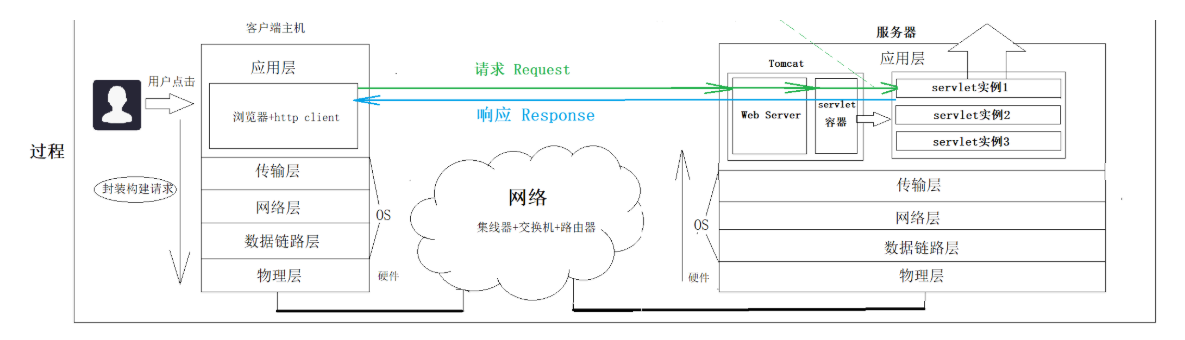 过程
用户点击
封装构建请求
客户端主机
应用层
浏览器+http client
传输层
网络层
数据链路层
物理层
OS
硬件
请求 Request
响应 Response
网络
集线器+交换机+路由器
服务器
应用层
Tomcat
Web Server
servlet
容器
servlet实例1
servlet实例2
servlet实例3
传输层
网络层
数据链路层
物理层
OS
硬件